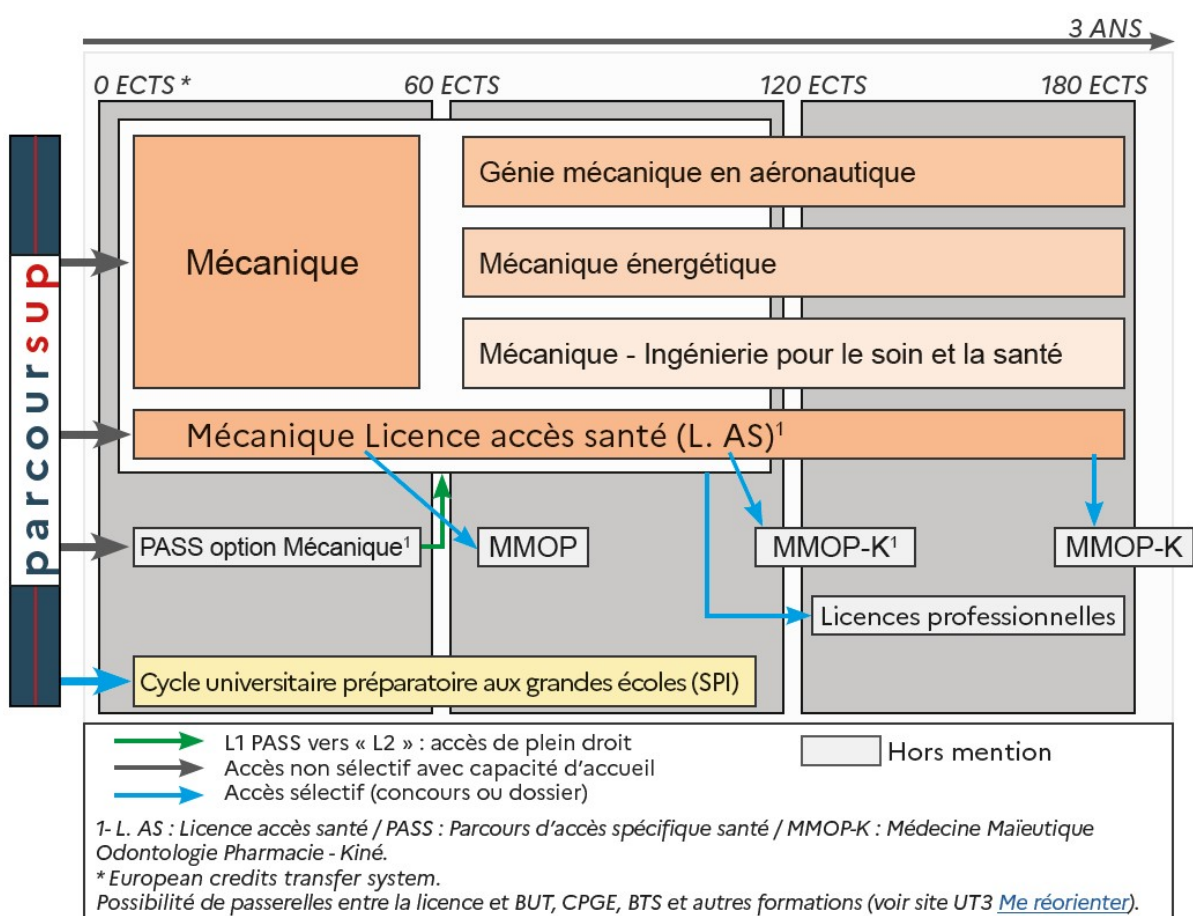 3 ANS
0 ECTS *
60 ECTS
120 ECTS
180 ECTS
parcoursup
Mécanique
Génie mécanique en aéronautique
Mécanique énergétique
Mécanique - Ingénierie pour le soin et la santé
Mécanique Licence accès santé (L. AS)¹
PASS option Mécanique¹
MMOP
MMOP-K¹
MMOP-K
Licences professionnelles
Cycle universitaire préparatoire aux grandes écoles (SPI)
L1 PASS vers « L2 » : accès de plein droit
Accès non sélectif avec capacité d'accueil
Accès sélectif (concours ou dossier)
Hors mention
1- L. AS : Licence accès santé / PASS : Parcours d'accès spécifique santé / MMOP-K : Médecine Maïeutique
Odontologie Pharmacie - Kiné.
* European credits transfer system.
Possibilité de passerelles entre la licence et BUT, CPGE, BTS et autres formations (voir site UT3 Me réorienter).